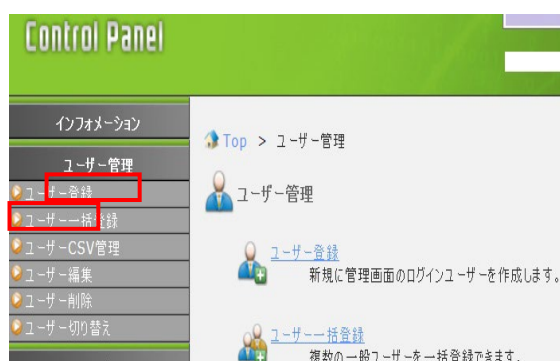 Control Panel
インフォメーション
ユーザー管理
ユーザー登録
ユーザー一括登録
ユーザーCSV管理
ユーザー編集
ユーザー削除
ユーザー切り替え
Top > ユーザー管理
ユーザー管理
ユーザー登録
新規に管理画面のログインユーザーを作成します。
ユーザー一括登録
複数の一般ユーザーを一括登録できます。